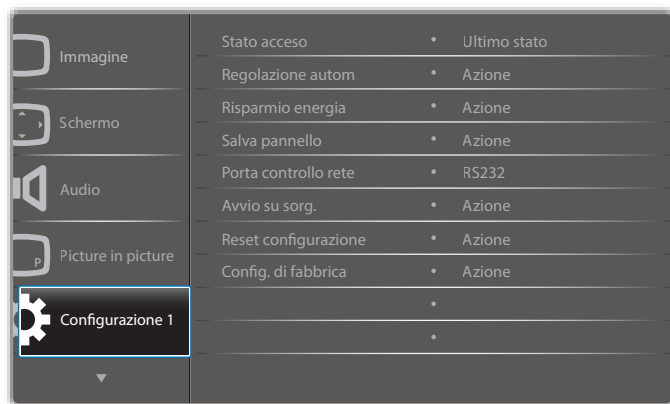 Immagine
Schermo
Audio
P
Picture in picture
Configurazione 1
Stato acceso • Ultimo stato
Regolazione autom • Azione
Risparmio energia • Azione
Salva pannello • Azione
Porta controllo rete • RS232
Avvio su sorg. • Azione
Reset configurazione • Azione
Config. di fabbrica • Azione
•
•